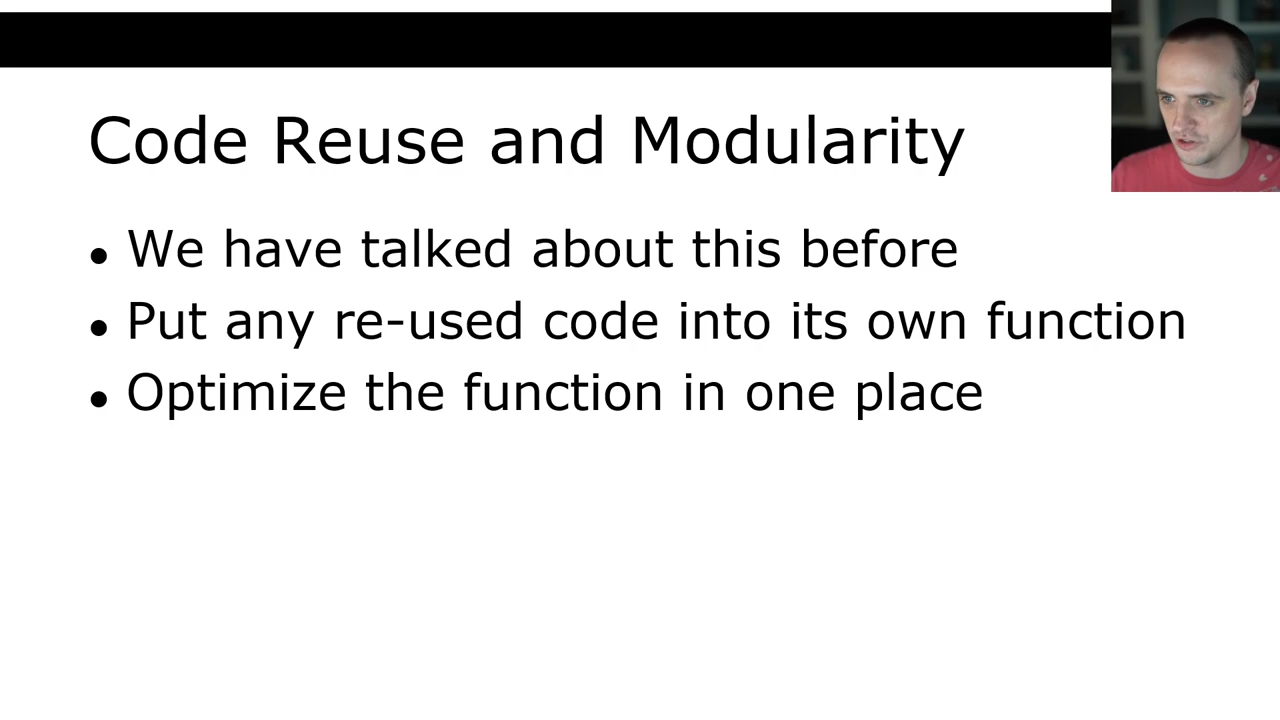 Code Reuse and Modularity
● We have talked about this before
● Put any re-used code into its own function
● Optimize the function in one place